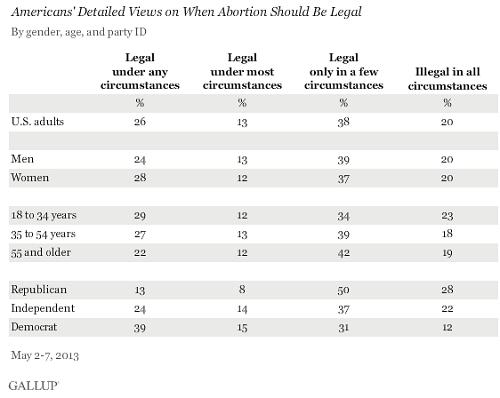 Americans' Detailed Views on When Abortion Should Be Legal
By gender, age, and party ID
Legal under any circumstances Legal under most circumstances Legal only in a few circumstances Illegal in all circumstances
% % % %
U.S. adults 26 13 38 20
Men 24 13 39 20
Women 28 12 37 20
18 to 34 years 29 12 34 23
35 to 54 years 27 13 39 18
55 and older 22 12 42 19
Republican 13 8 50 28
Independent 24 14 37 22
Democrat 39 15 31 12
May 2-7, 2013
GALLUP